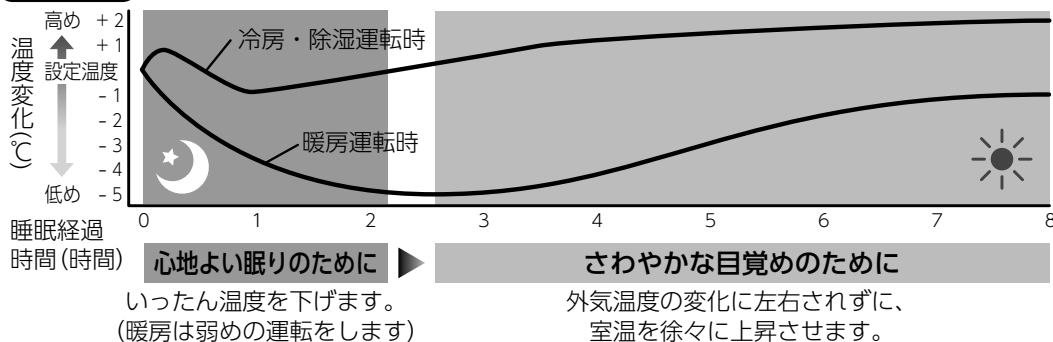 高め +2
+1
設定温度
-1
-2
-3
-4
低め -5
温度変化(℃)
冷房・除湿運転時
暖房運転時
0 1 2 3 4 5 6 7 8
睡眠経過
時間(時間)
心地よい眠りのために
さわやかな目覚めのために
いったん温度を下げます。
(暖房は弱めの運転をします)
外気温度の変化に左右されずに、
室温を徐々に上昇させます。